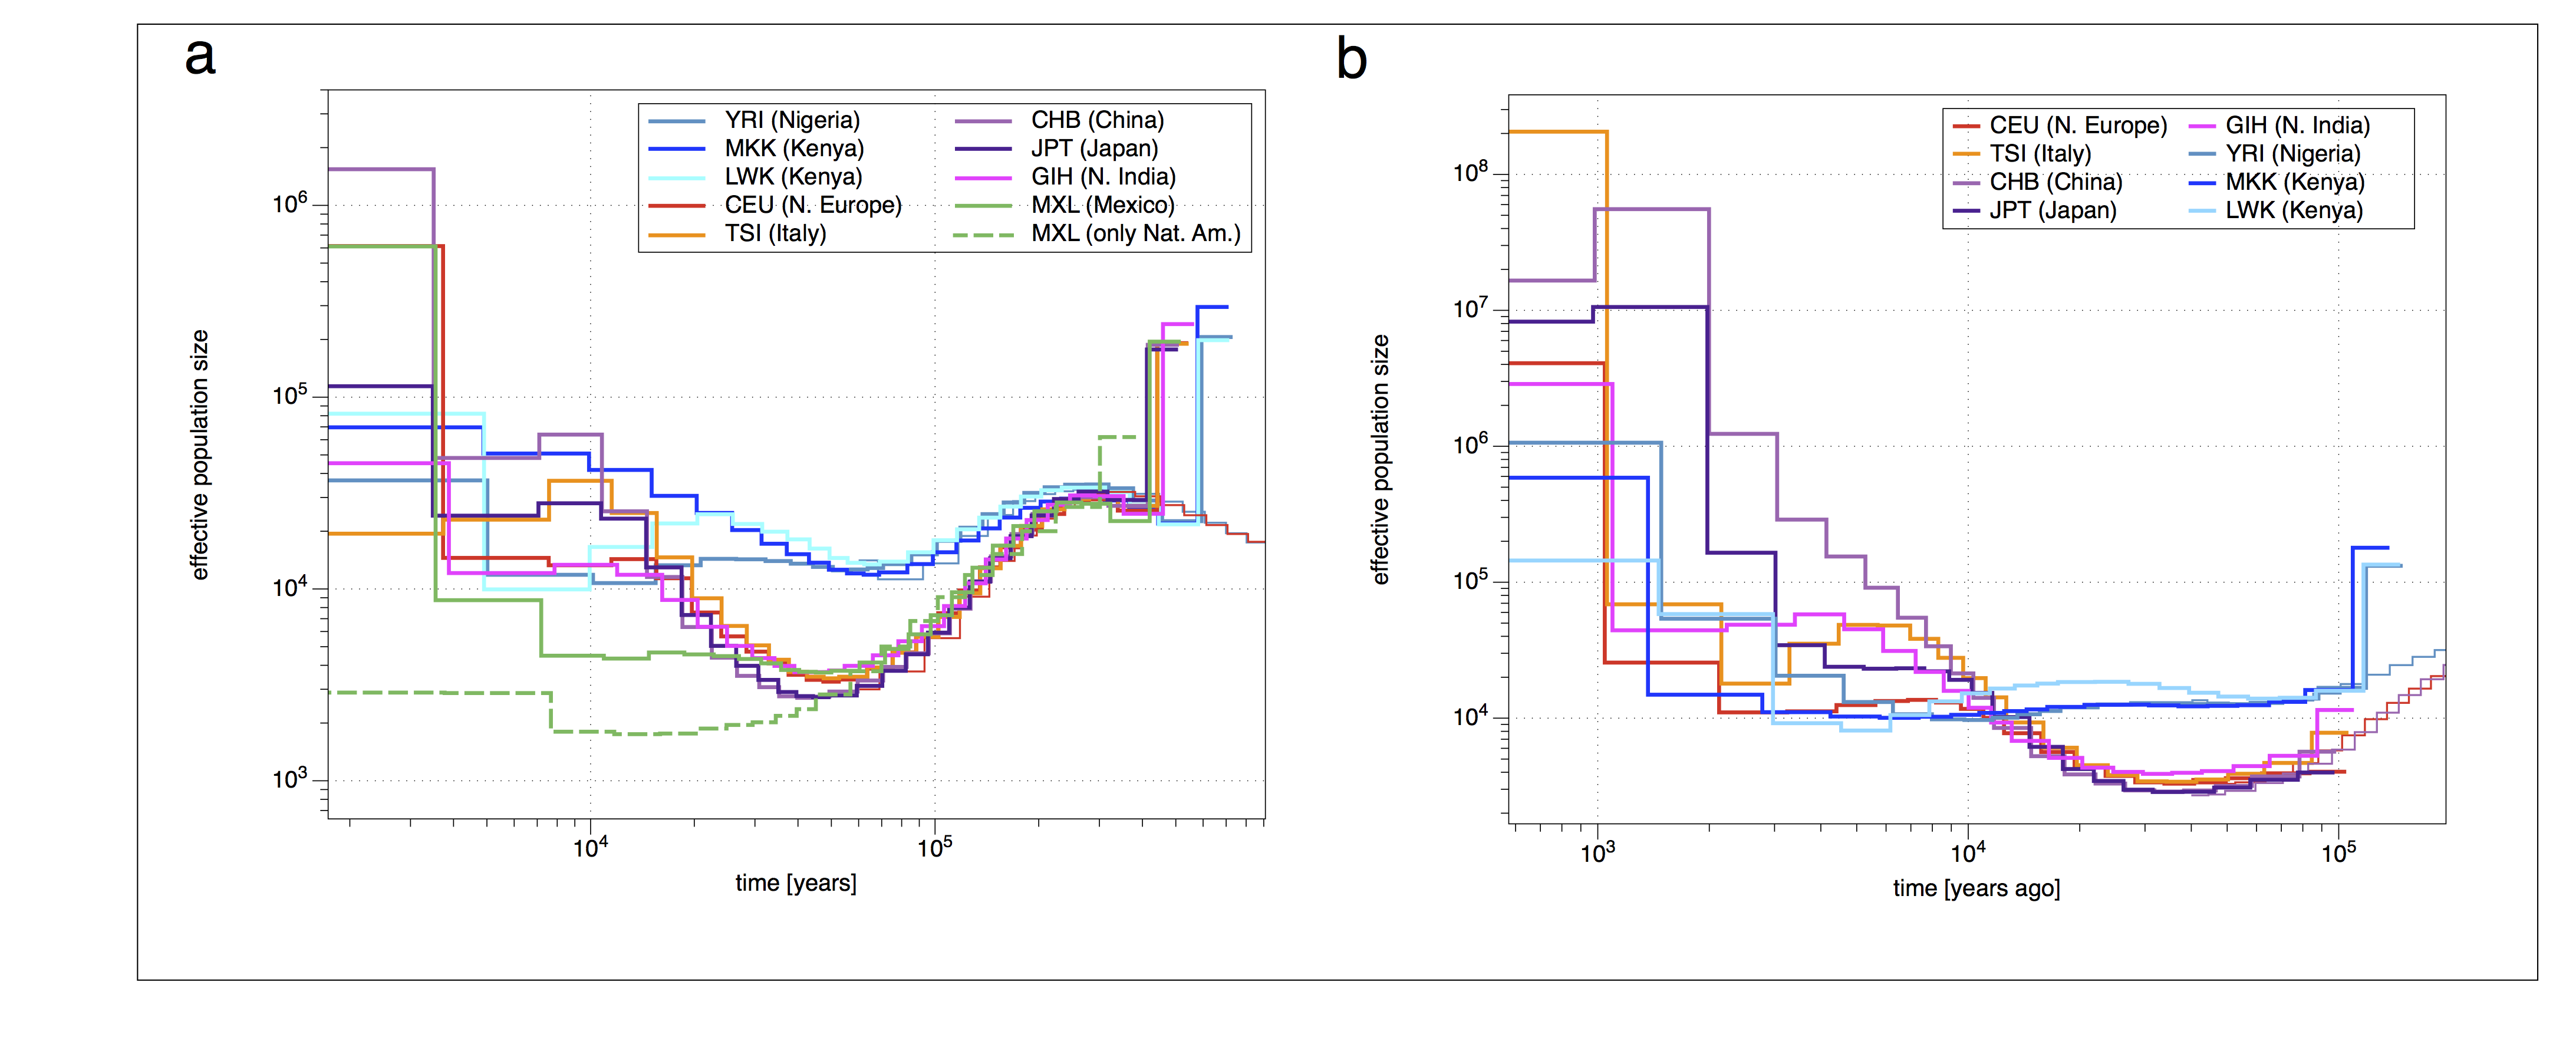 a
effective population size
10^6
10^5
10^4
10^3
YRI (Nigeria)
MKK (Kenya)
LWK (Kenya)
CEU (N. Europe)
TSI (Italy)
CHB (China)
JPT (Japan)
GIH (N. India)
MXL (Mexico)
MXL (only Nat. Am.)
10^4
10^5
time [years]
b
effective population size
10^8
10^7
10^6
10^5
10^4
CEU (N. Europe)
TSI (Italy)
CHB (China)
JPT (Japan)
GIH (N. India)
YRI (Nigeria)
MKK (Kenya)
LWK (Kenya)
10^3
10^4
10^5
time [years ago]